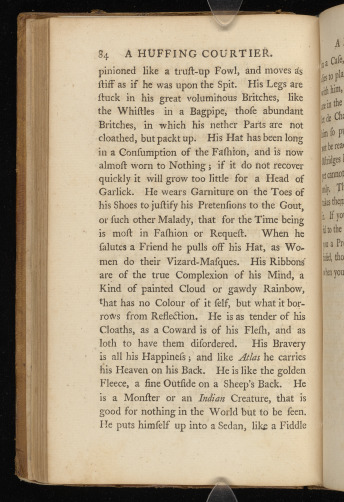 84 A HUFFING COURTIER.
pinioned like a truſt-up Fowl, and moves as
ſtiff as if he was upon the Spit. His Legs are
ſtuck in his great voluminous Britches, like
the Whiſtles in a Bagpipe, thoſe abundant
Britches, in which his nether Parts are not
cloathed, but packt up. His Hat has been long
in a Conſumption of the Faſhion, and is now
almoſt worn to Nothing; if it do not recover
quickly it will grow too little for a Head of
Garlick. He wears Garniture on the Toes of
his Shoes to juſtify his Pretenſions to the Gout,
or ſuch other Malady, that for the Time being
is moſt in Faſhion or Requeſt. When he
ſalutes a Friend he pulls off his Hat, as Wo-
men do their Vizard-Maſques. His Ribbons
are of the true Complexion of his Mind, a
Kind of painted Cloud or gawdy Rainbow,
that has no Colour of it ſelf, but what it bor-
rows from Reflection. He is as tender of his
Cloaths, as a Coward is of his Fleſh, and as
loth to have them diſordered. His Bravery
is all his Happineſs; and like Atlas he carries
his Heaven on his Back. He is like the golden
Fleece, a fine Outſide on a Sheep's Back. He
is a Monſter or an Indian Creature, that is
good for nothing in the World but to be ſeen.
He puts himſelf up into a Sedan, like a Fiddle